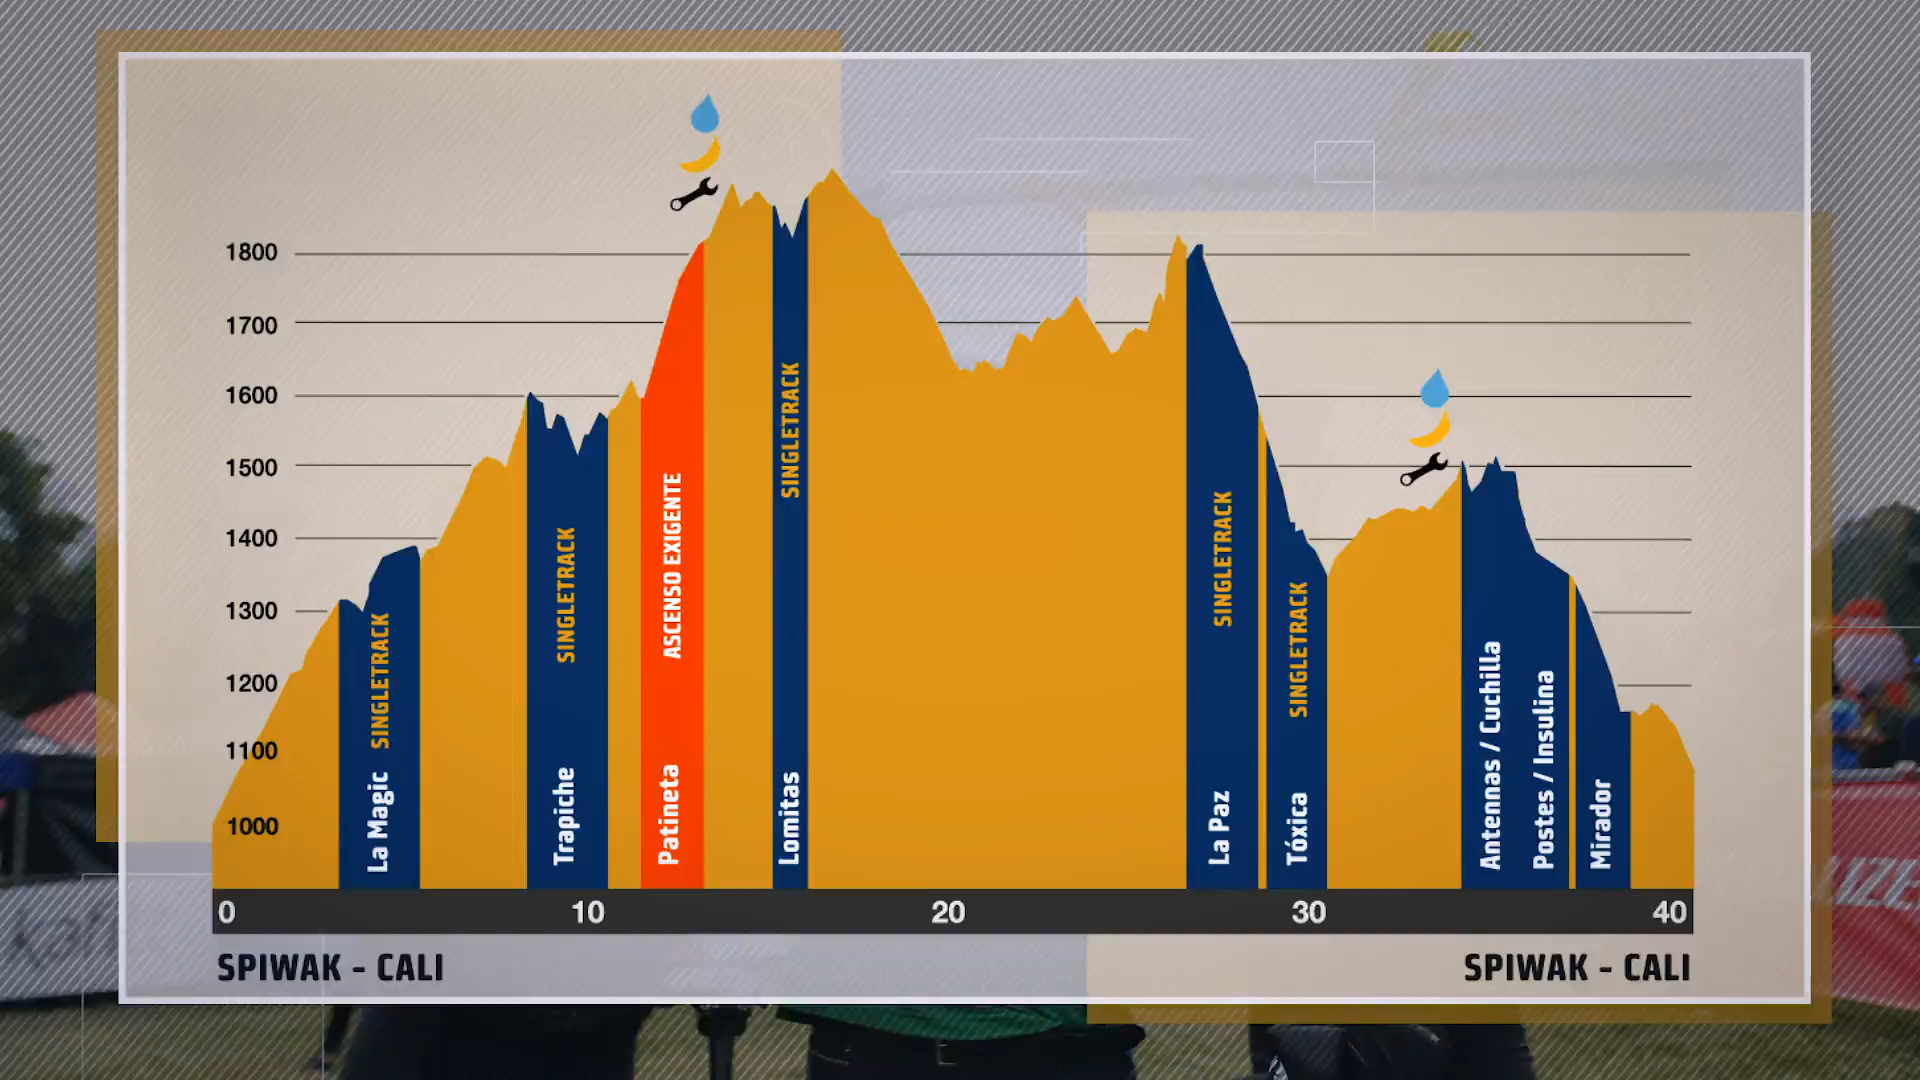 1800
1700
1600
1500
1400
1300
1200
1100
1000
La Magic SINGLETRACK
Trapiche SINGLETRACK
Patineta ASCENSO EXIGENTE
Lomitas SINGLETRACK
La Paz SINGLETRACK
Tóxica SINGLETRACK
Antennas / Cuchilla
Postes / Insulina
Mirador
0 10 20 30 40
SPIWAK - CALI
SPIWAK - CALI